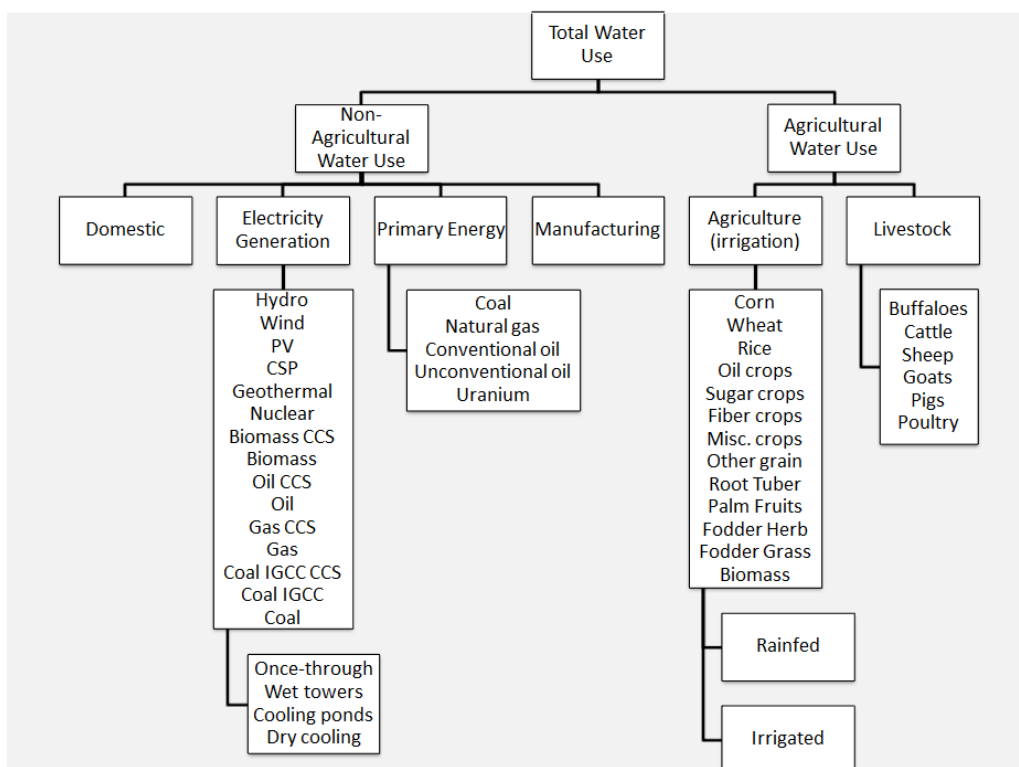 Total Water
Use
Non-
Agricultural
Water Use
Agricultural
Water Use
Domestic
Electricity
Generation
Primary Energy
Manufacturing
Agriculture
(irrigation)
Livestock
Hydro
Wind
PV
CSP
Geothermal
Nuclear
Biomass CCS
Biomass
Oil CCS
Oil
Gas CCS
Gas
Coal IGCC CCS
Coal IGCC
Coal
Coal
Natural gas
Conventional oil
Unconventional oil
Uranium
Corn
Wheat
Rice
Oil crops
Sugar crops
Fiber crops
Misc. crops
Other grain
Root Tuber
Palm Fruits
Fodder Herb
Fodder Grass
Biomass
Buffaloes
Cattle
Sheep
Goats
Pigs
Poultry
Once-through
Wet towers
Cooling ponds
Dry cooling
Rainfed
Irrigated